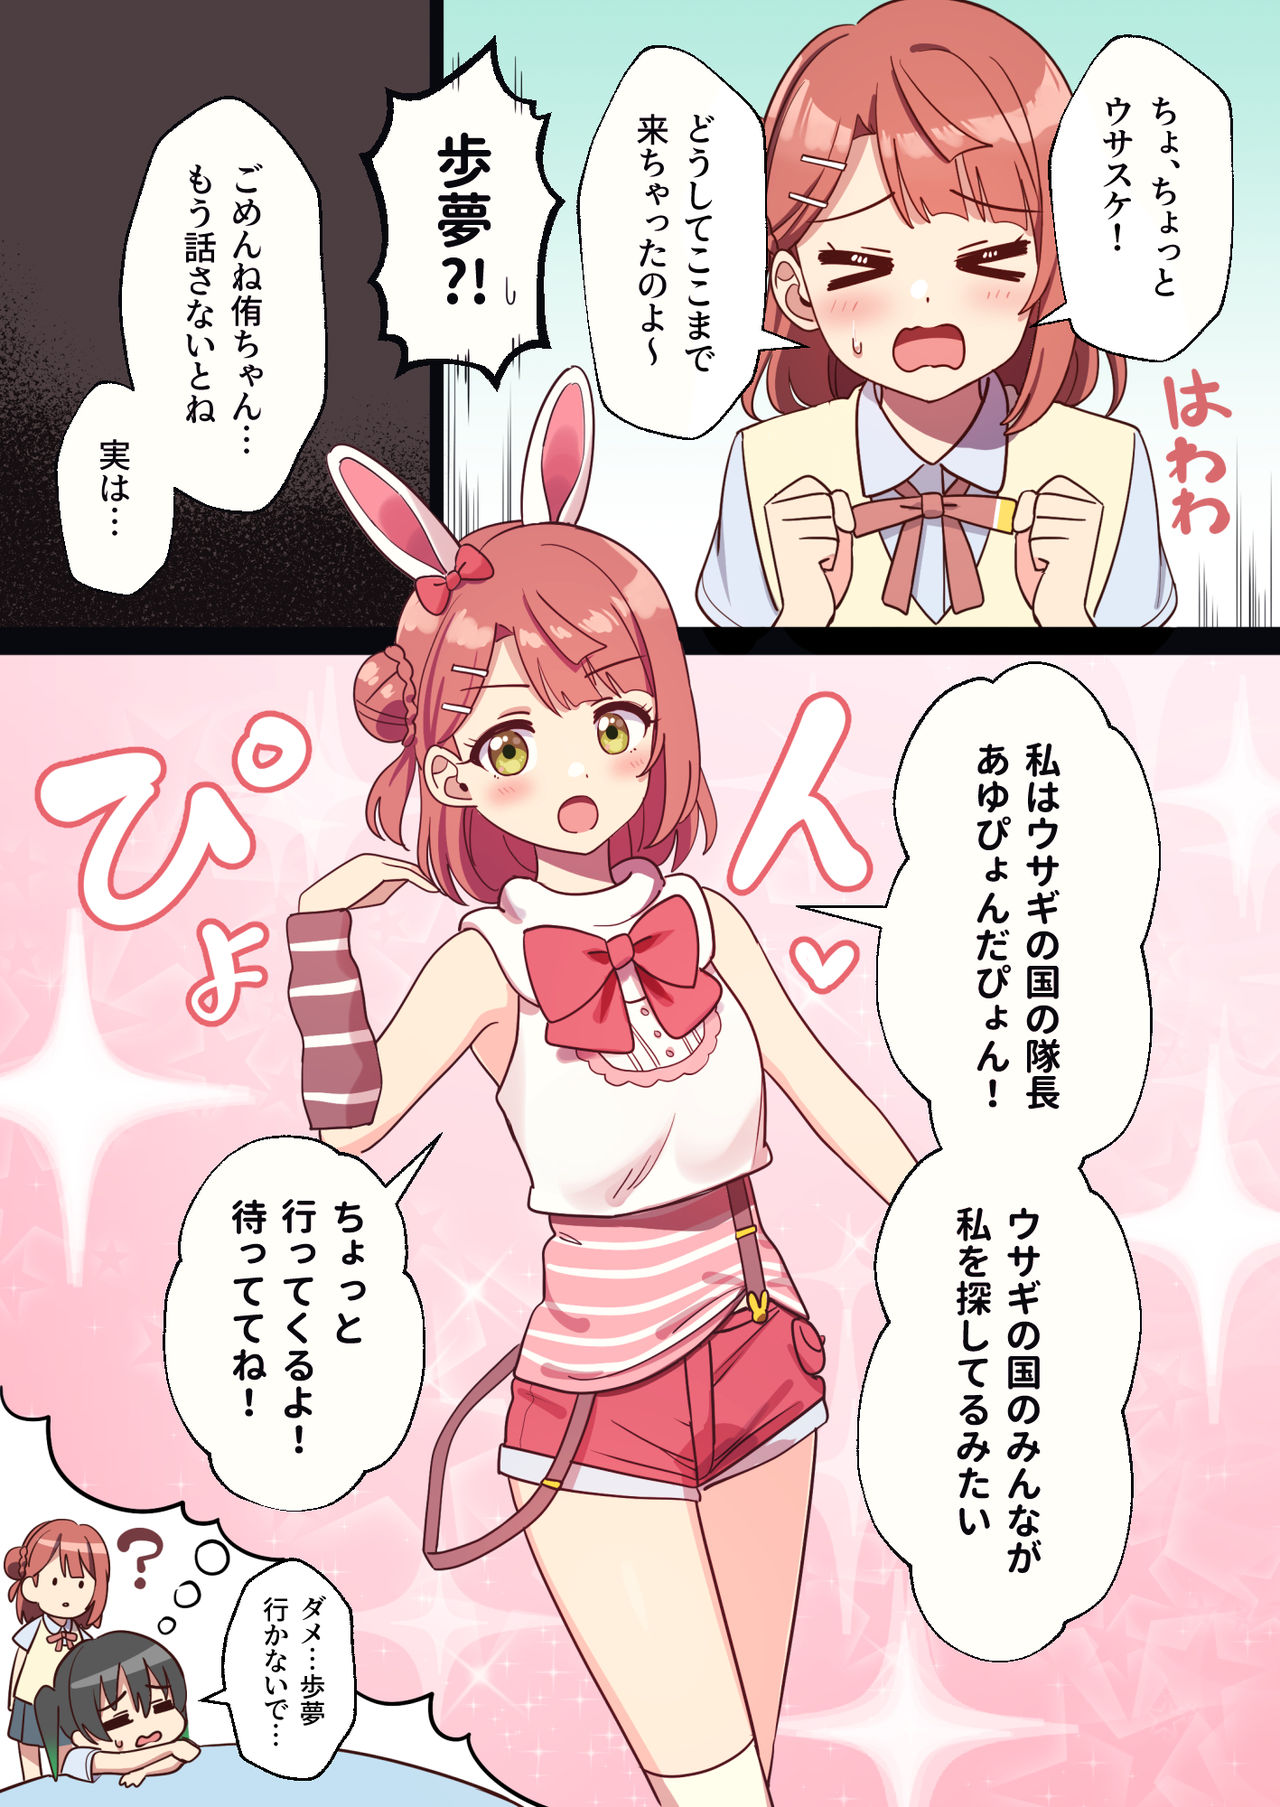 ちょ、ちょっと
ウサスケ！
どうしてここまで
来ちゃったのよ～
はわわ
歩夢?!
ごめんね侑ちゃん…
もう話さないとね
実は…
私はウサギの国の隊長
あゆぴょんだぴょん！
ウサギの国のみんなが
私を探してるみたい
ぴょん♡
ちょっと
行ってくるよ！
待っててね！
?
ダメ…歩夢
行かないで…